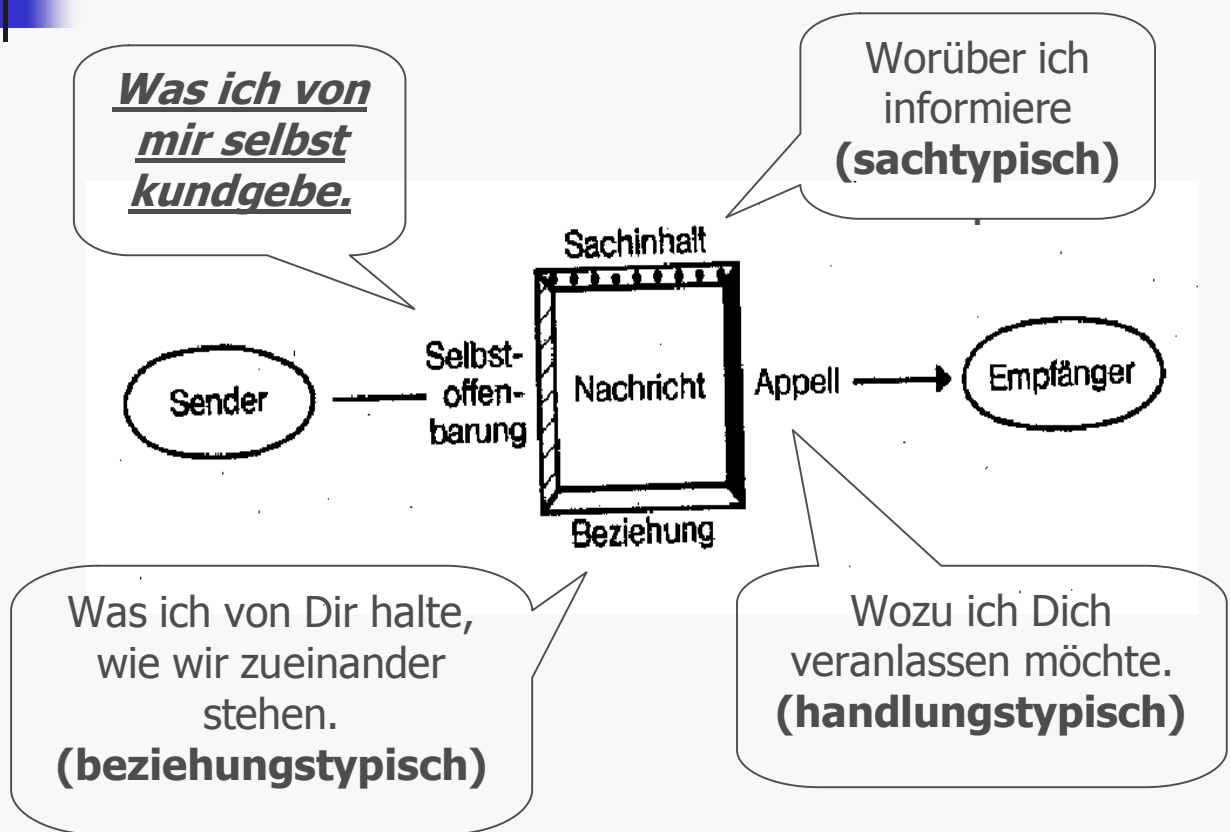 Was ich von
mir selbst
kundgebe.
Worüber ich
informiere
(sachtypisch)
Sachinhalt
Sender
Selbst-
offen-
barung
Nachricht
Appell
Empfänger
Beziehung
Was ich von Dir halte,
wie wir zueinander
stehen.
(beziehungstypisch)
Wozu ich Dich
veranlassen möchte.
(handlungstypisch)